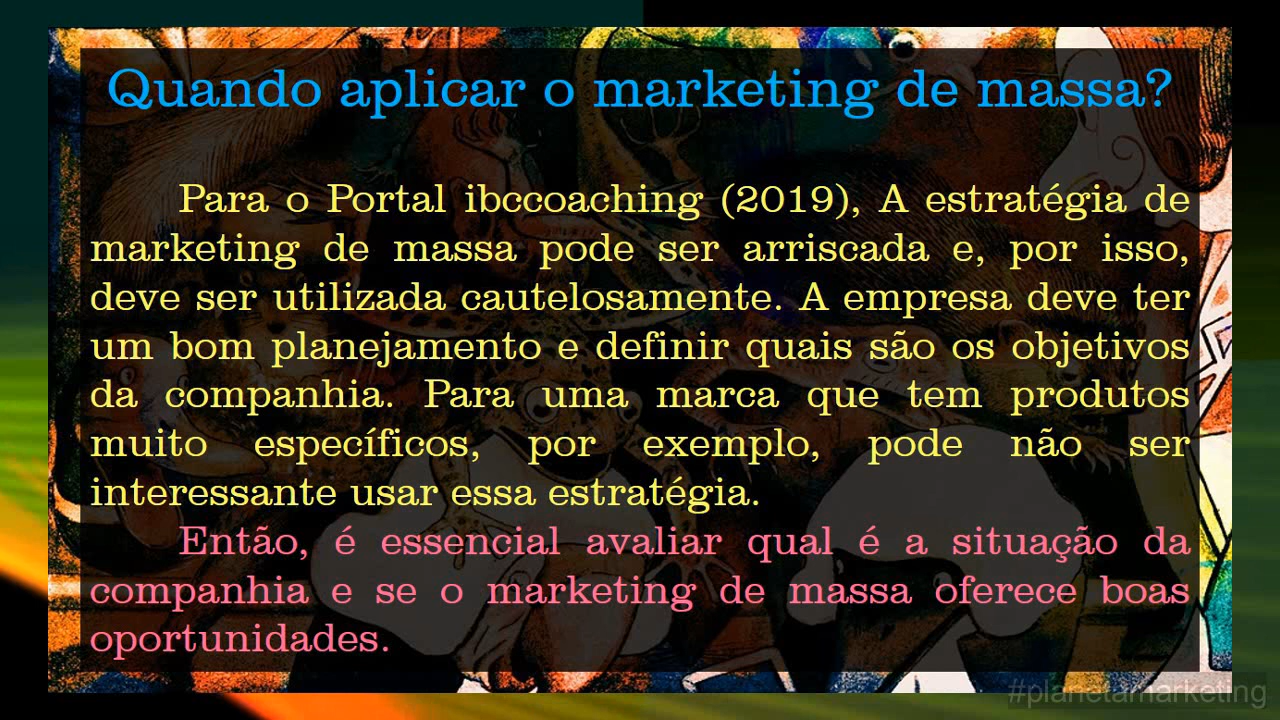 Quando aplicar o marketing de massa?
Para o Portal ibccoaching (2019), A estratégia de
marketing de massa pode ser arriscada e, por isso,
deve ser utilizada cautelosamente. A empresa deve ter
um bom planejamento e definir quais são os objetivos
da companhia. Para uma marca que tem produtos
muito específicos, por exemplo, pode não ser
interessante usar essa estratégia.
Então, é essencial avaliar qual é a situação da
companhia e se o marketing de massa oferece boas
oportunidades.
#planetamarketing